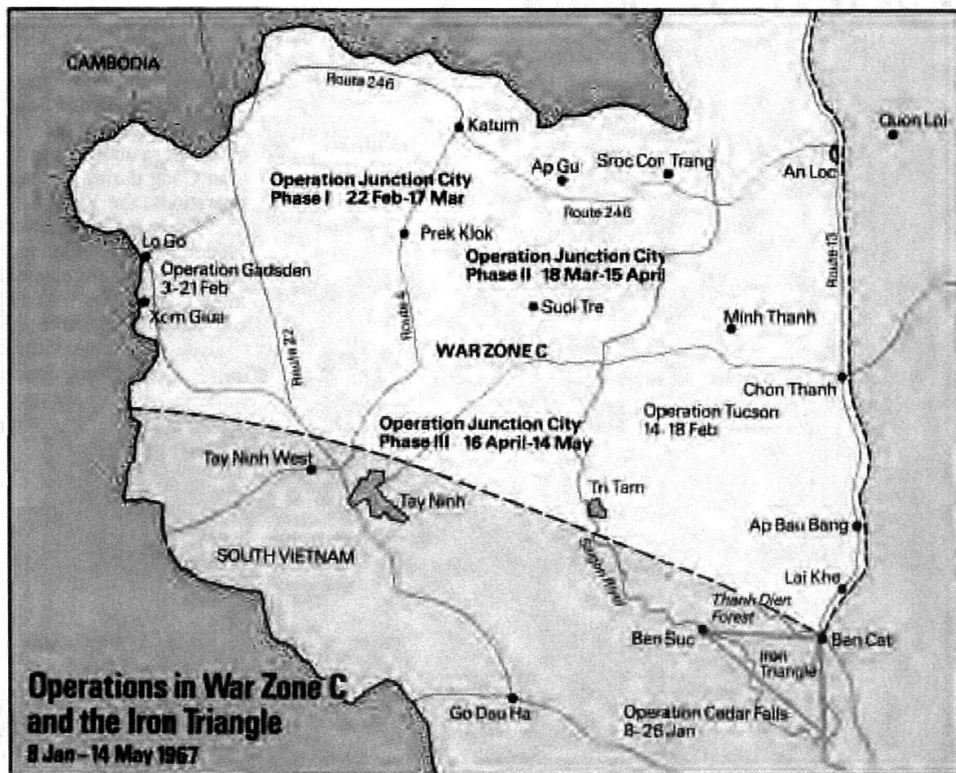 CAMBODIA
Route 246
Katum
Quon Loi
Ap Gu
Sroc Con Trang
An Loc
Operation Junction City
Phase I 22 Feb-17 Mar
Route 246
Prek Klok
Lo Go
Operation Gadsden
3-21 Feb
Xom Giua
Operation Junction City
Phase II 18 Mar-15 April
Route 13
Suoi Tre
Minh Thanh
Route 4
Route 22
WAR ZONE C
Chon Thanh
Operation Junction City
Phase III 16 April-14 May
Operation Tucson
14-18 Feb
Tay Ninh West
Tay Ninh
Tri Tam
Ap Bau Bang
SOUTH VIETNAM
Saigon River
Lai Khe
Thanh Dien
Forest
Ben Suc
Ben Cat
Iron
Triangle
Operations in War Zone C
and the Iron Triangle
8 Jan-14 May 1967
Go Dau Ha
Operation Cedar Falls
8-26 Jan